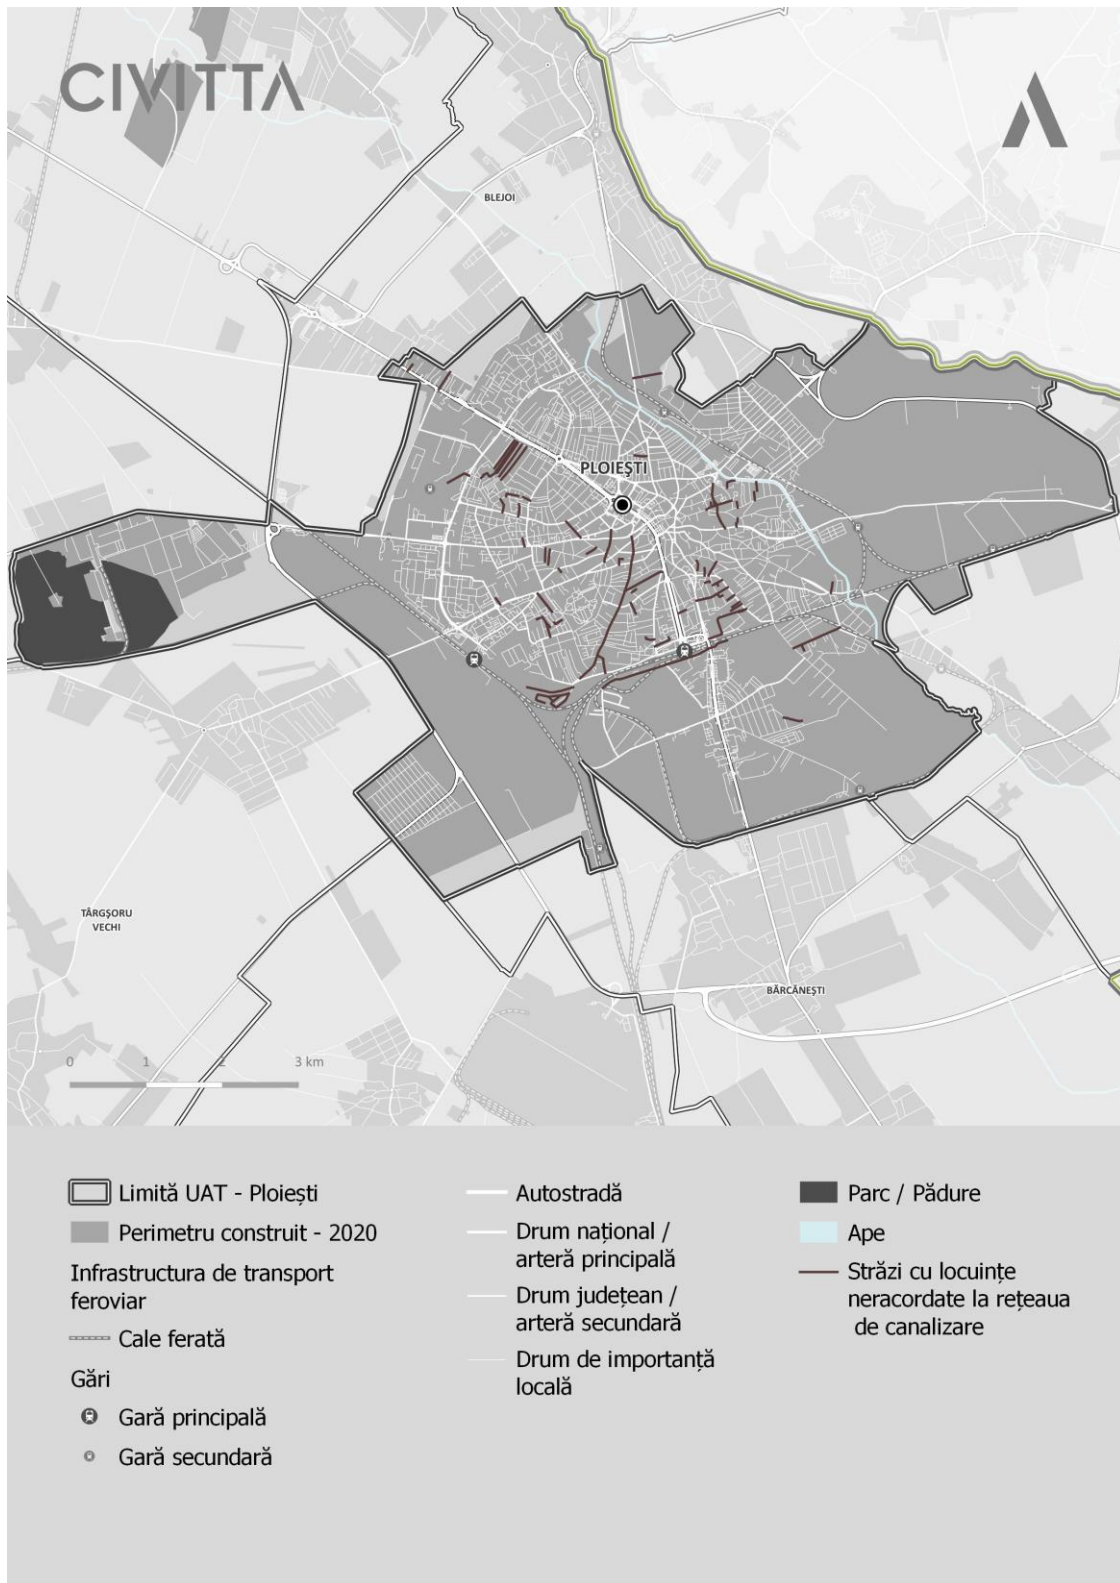 CIVITTA
BLEJOI
PLOIEȘTI
TÂRGȘORU
VECHI
BĂRCĂNEȘTI
0 1 2 3 km
Limită UAT - Ploiești
Perimetru construit - 2020
Infrastructura de transport
feroviar
Cale ferată
Gări
Gară principală
Gară secundară
Autostradă
Drum național /
arteră principală
Drum județean /
arteră secundară
Drum de importanță
locală
Parc / Pădure
Ape
Străzi cu locuințe
neracordate la rețeaua
de canalizare